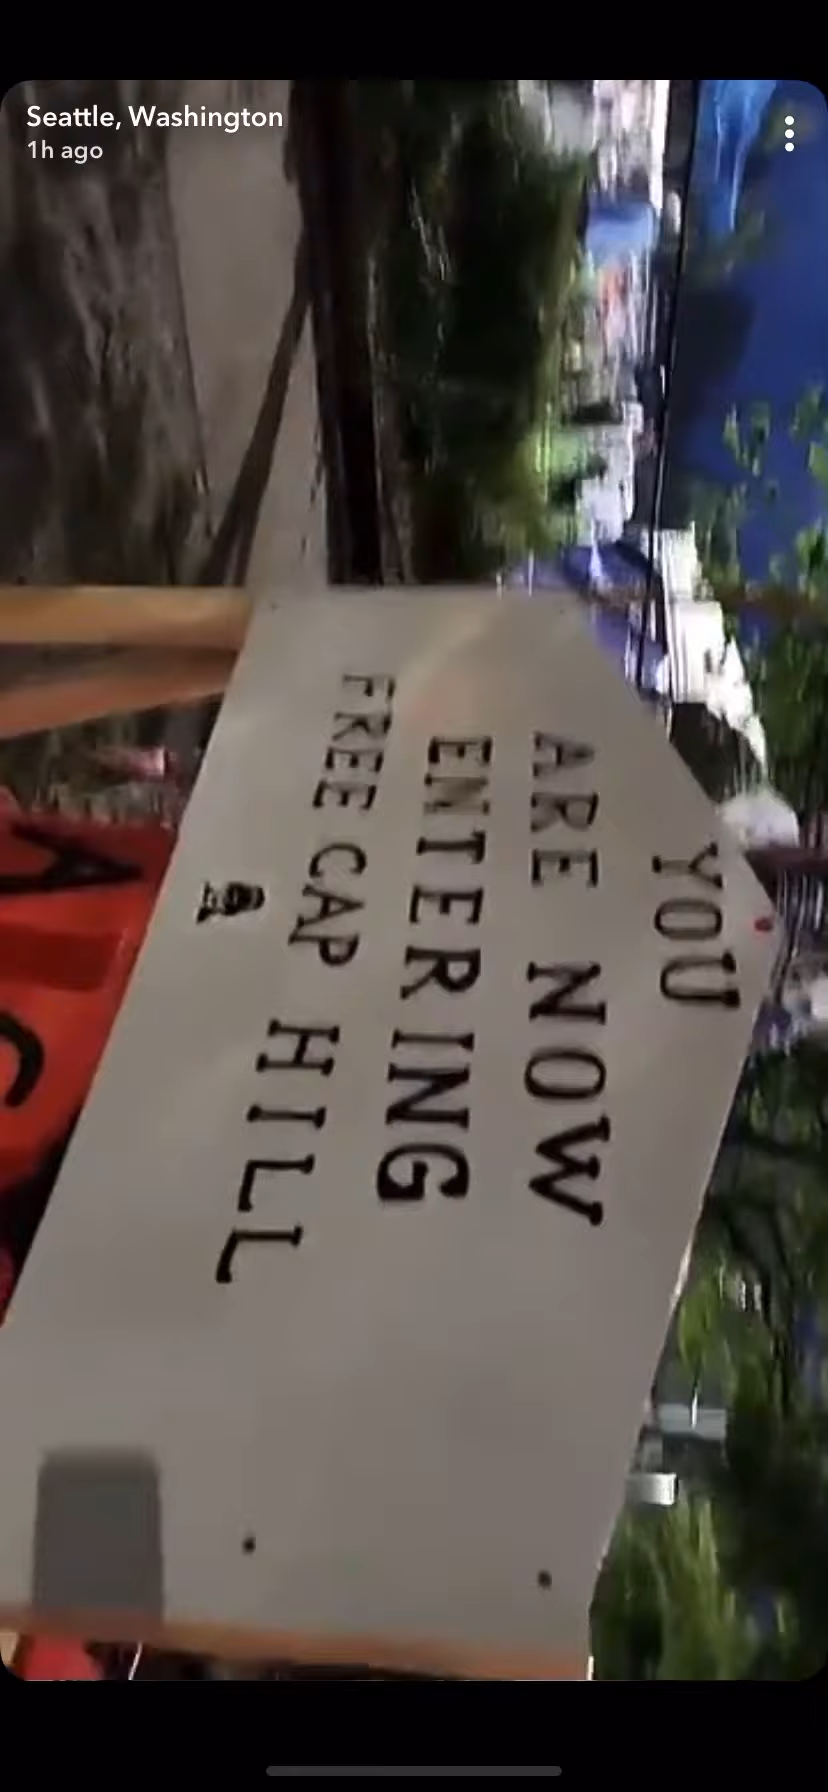 Seattle, Washington
1h ago
YOU
ARE NOW
ENTERING
FREE CAP HILL
A
C